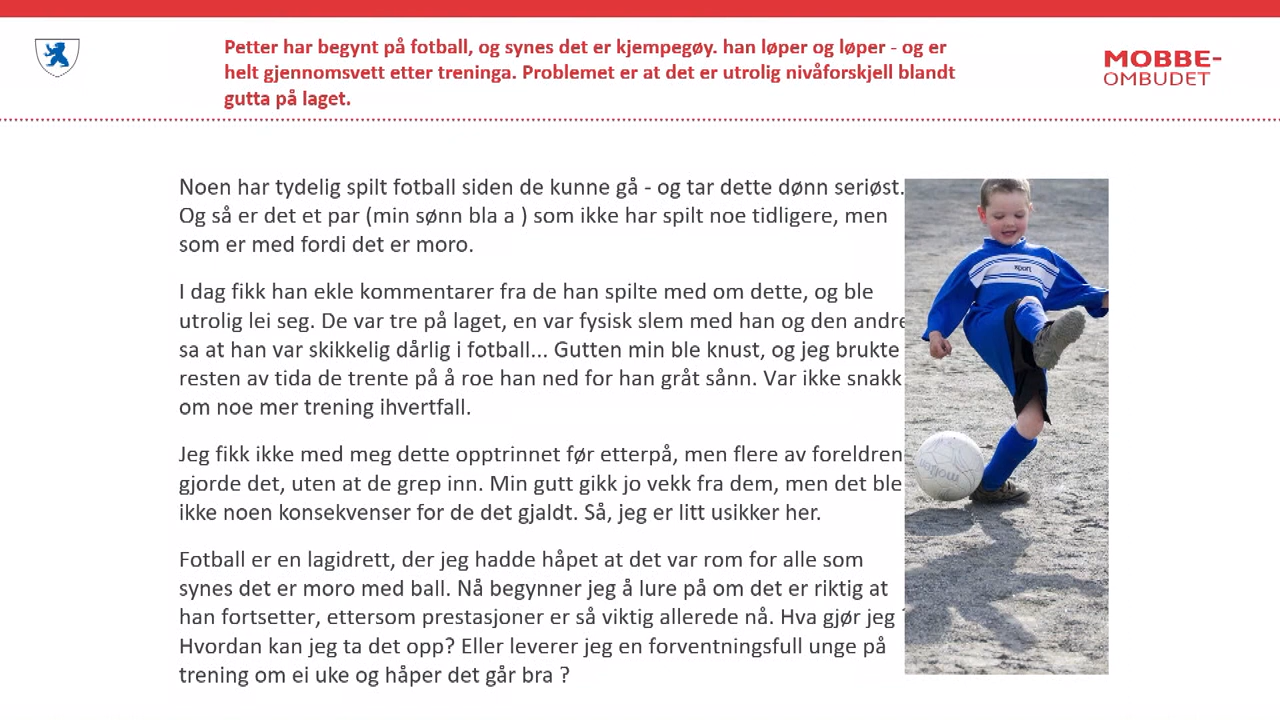 Petter har begynt på fotball, og synes det er kjempegøy. han løper og løper - og er
helt gjennomsvett etter treninga. Problemet er at det er utrolig nivåforskjell blandt
gutta på laget.
MOBBE-
OMBUDET
Noen har tydelig spilt fotball siden de kunne gå - og tar dette dønn seriøst.
Og så er det et par (min sønn bla a ) som ikke har spilt noe tidligere, men
som er med fordi det er moro.
I dag fikk han ekle kommentarer fra de han spilte med om dette, og ble
utrolig lei seg. De var tre på laget, en var fysisk slem med han og den andre
sa at han var skikkelig dårlig i fotball... Gutten min ble knust, og jeg brukte
resten av tida de trente på å roe han ned for han gråt sånn. Var ikke snakk
om noe mer trening ihvertfall.
Jeg fikk ikke med meg dette opptrinnet før etterpå, men flere av foreldren
gjorde det, uten at de grep inn. Min gutt gikk jo vekk fra dem, men det ble
ikke noen konsekvenser for de det gjaldt. Så, jeg er litt usikker her.
Fotball er en lagidrett, der jeg hadde håpet at det var rom for alle som
synes det er moro med ball. Nå begynner jeg å lure på om det er riktig at
han fortsetter, ettersom prestasjoner er så viktig allerede nå. Hva gjør jeg ?
Hvordan kan jeg ta det opp? Eller leverer jeg en forventningsfull unge på
trening om ei uke og håper det går bra ?